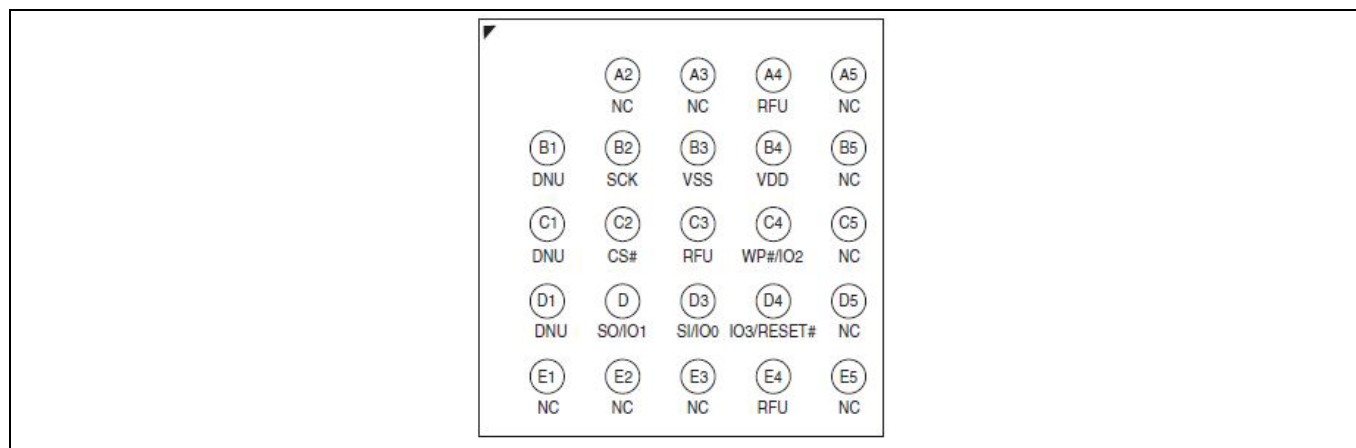 A2 A3 A4 A5
NC NC RFU NC
B1 B2 B3 B4 B5
DNU SCK VSS VDD NC
C1 C2 C3 C4 C5
DNU CS# RFU WP#/IO2 NC
D1 D D3 D4 D5
DNU SO/IO1 SI/IO0 IO3/RESET# NC
E1 E2 E3 E4 E5
NC NC NC RFU NC